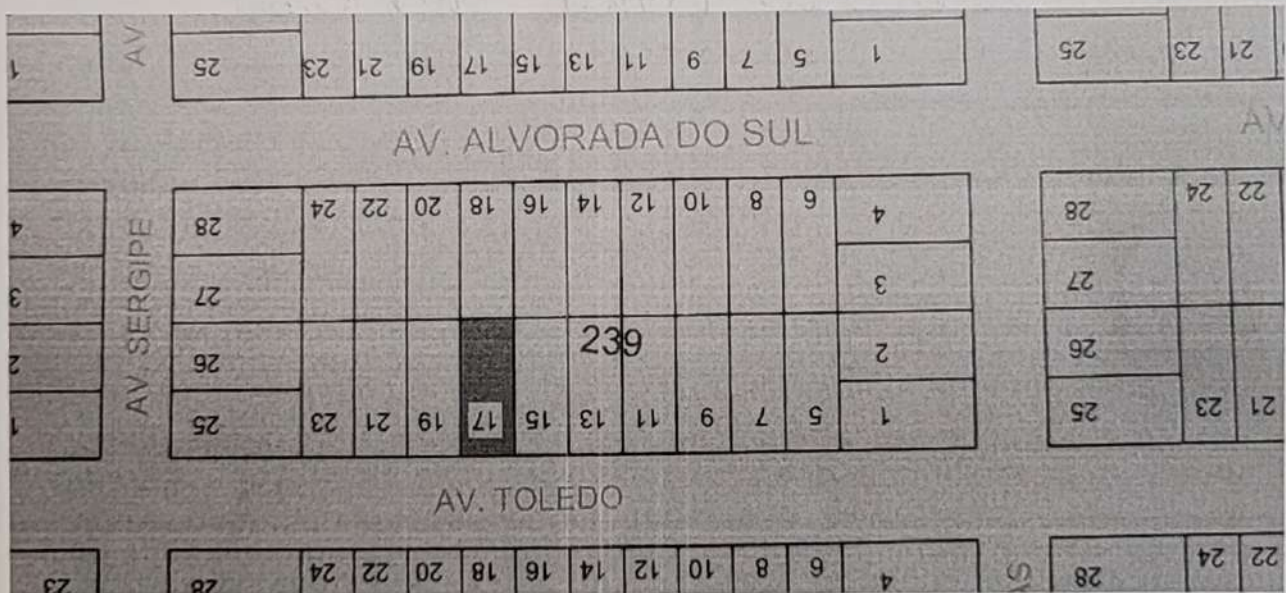 AV
1 25 23 21 19 17 15 13 11 9 7 5 1 25 23 21
AV. ALVORADA DO SUL
AV
4 28 24 22 20 18 16 14 12 10 8 6 4 28 24 22
3 27 3 27
AV. SERGIPE
239
2 26 2 26
1 25 23 21 19 17 15 13 11 9 7 5 1 25 23 21
AV. TOLEDO
23 28 24 22 20 18 16 14 12 10 8 6 4 28 24 22